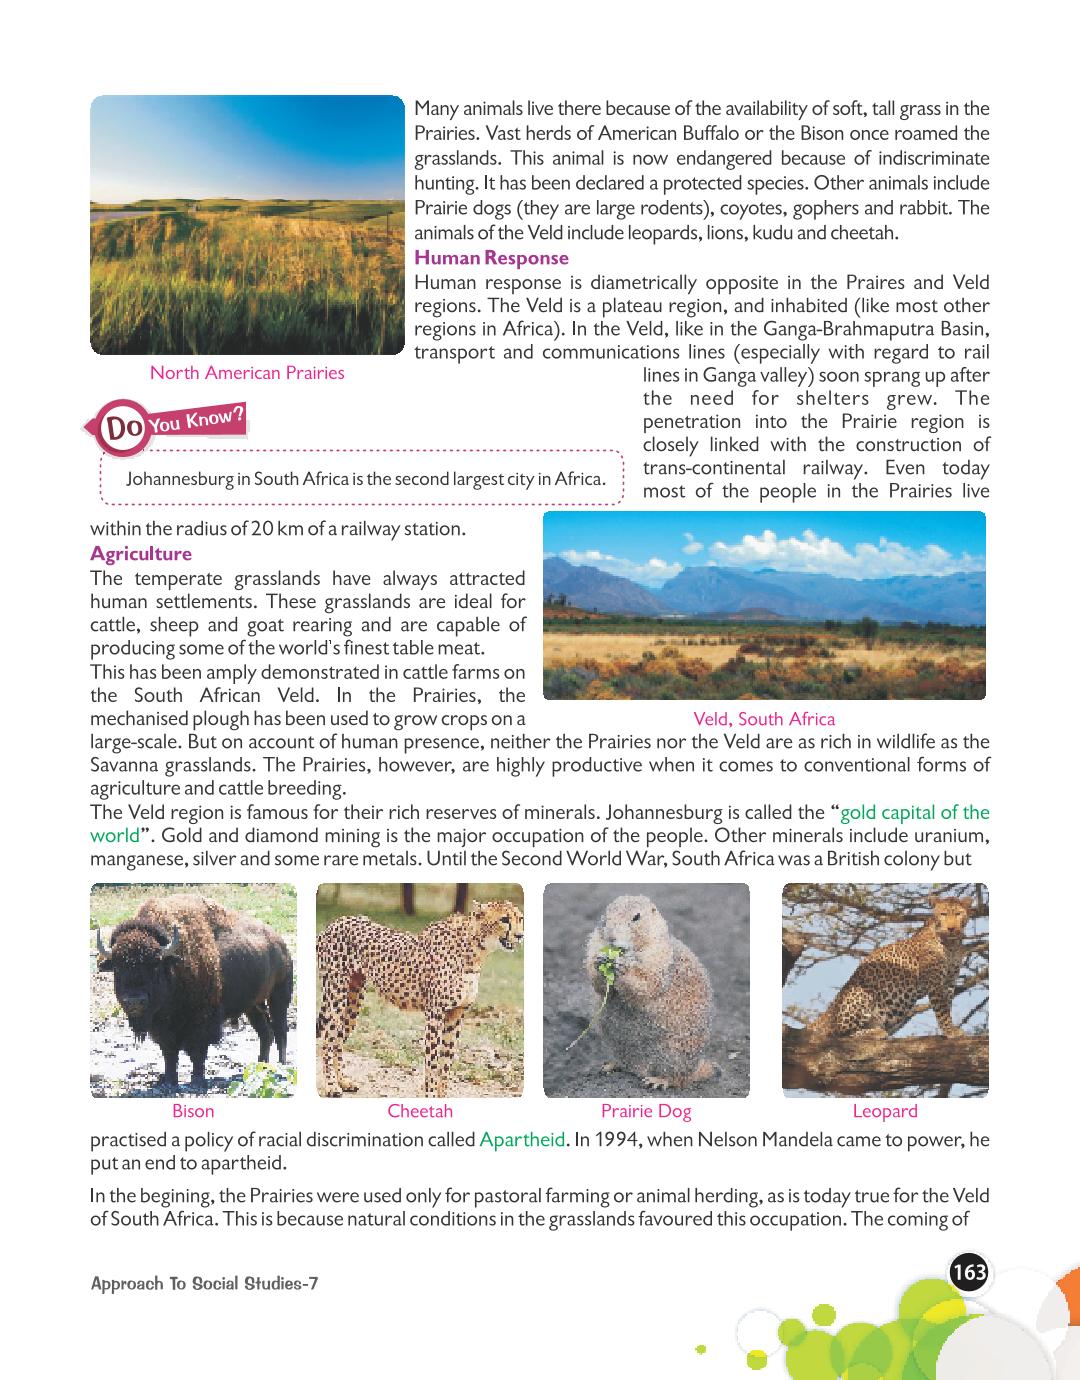 Many animals live there because of the availability of soft, tall grass in the
Prairies. Vast herds of American Buffalo or the Bison once roamed the
grasslands. This animal is now endangered because of indiscriminate
hunting. It has been declared a protected species. Other animals include
Prairie dogs (they are large rodents), coyotes, gophers and rabbit. The
animals of the Veld include leopards, lions, kudu and cheetah.
Human Response
Human response is diametrically opposite in the Praires and Veld
regions. The Veld is a plateau region, and inhabited (like most other
regions in Africa). In the Veld, like in the Ganga-Brahmaputra Basin,
transport and communications lines (especially with regard to rail
North American Prairies
lines in Ganga valley) soon sprang up after
the need for shelters grew. The
penetration into the Prairie region is
closely linked with the construction of
trans-continental railway. Even today
most of the people in the Prairies live
Do You Know?
Johannesburg in South Africa is the second largest city in Africa.
within the radius of 20 km of a railway station.
Agriculture
The temperate grasslands have always attracted
human settlements. These grasslands are ideal for
cattle, sheep and goat rearing and are capable of
producing some of the world's finest table meat.
This has been amply demonstrated in cattle farms on
the South African Veld. In the Prairies, the
mechanised plough has been used to grow crops on a
Veld, South Africa
large-scale. But on account of human presence, neither the Prairies nor the Veld are as rich in wildlife as the
Savanna grasslands. The Prairies, however, are highly productive when it comes to conventional forms of
agriculture and cattle breeding.
The Veld region is famous for their rich reserves of minerals. Johannesburg is called the “gold capital of the
world”. Gold and diamond mining is the major occupation of the people. Other minerals include uranium,
manganese, silver and some rare metals. Until the Second World War, South Africa was a British colony but
Bison
Cheetah
Prairie Dog
Leopard
practised a policy of racial discrimination called Apartheid. In 1994, when Nelson Mandela came to power, he
put an end to apartheid.
In the begining, the Prairies were used only for pastoral farming or animal herding, as is today true for the Veld
of South Africa. This is because natural conditions in the grasslands favoured this occupation. The coming of
Approach To Social Studies-7
163